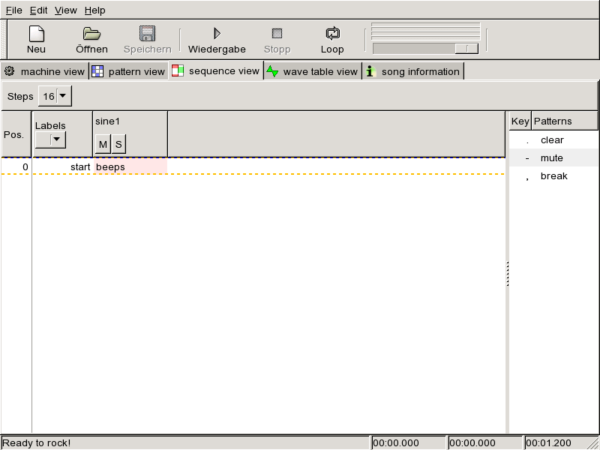 File Edit View Help
Neu Öffnen Speichern Wiedergabe Stopp Loop
machine view pattern view sequence view wave table view song information
Steps 16
Pos. Labels sine1 Key Patterns
M S
. clear
- mute
, break
0 start beeps
Ready to rock! 00:00.000 00:00.000 00:01.200